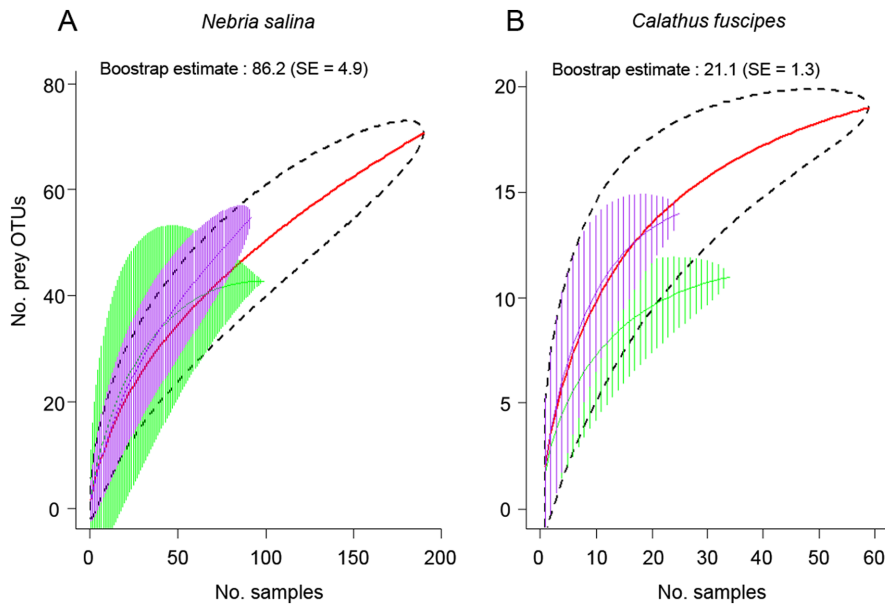 A
Nebria salina
Boostrap estimate : 86.2 (SE = 4.9)
80
60
40
20
0
No. prey OTUs
0 50 100 150 200
No. samples
B
Calathus fuscipes
Boostrap estimate : 21.1 (SE = 1.3)
20
15
10
5
0
0 10 20 30 40 50 60
No. samples